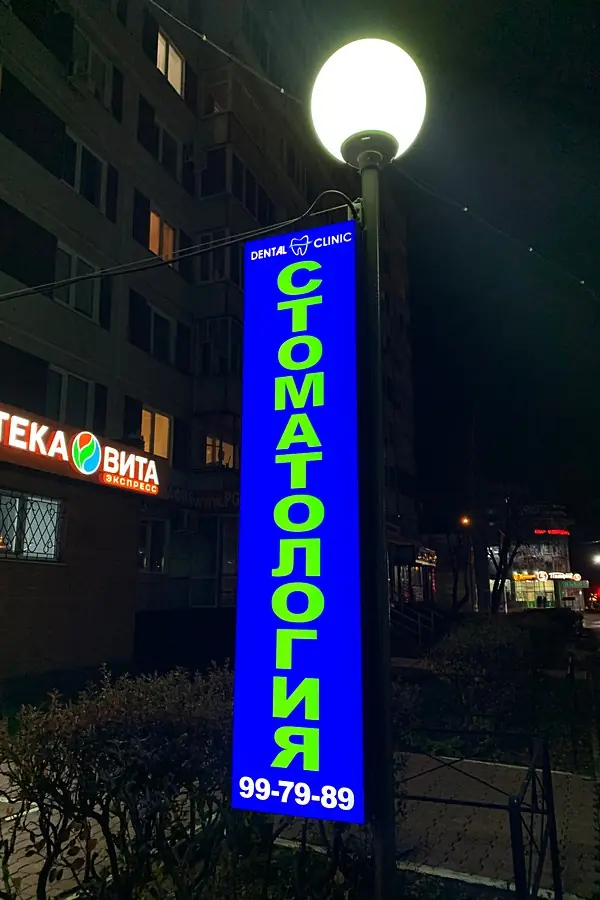 DENTAL CLINIC
СТОМАТОЛОГИЯ
99-79-89
ТЕКА ВИТА
ЭКСПРЕСС